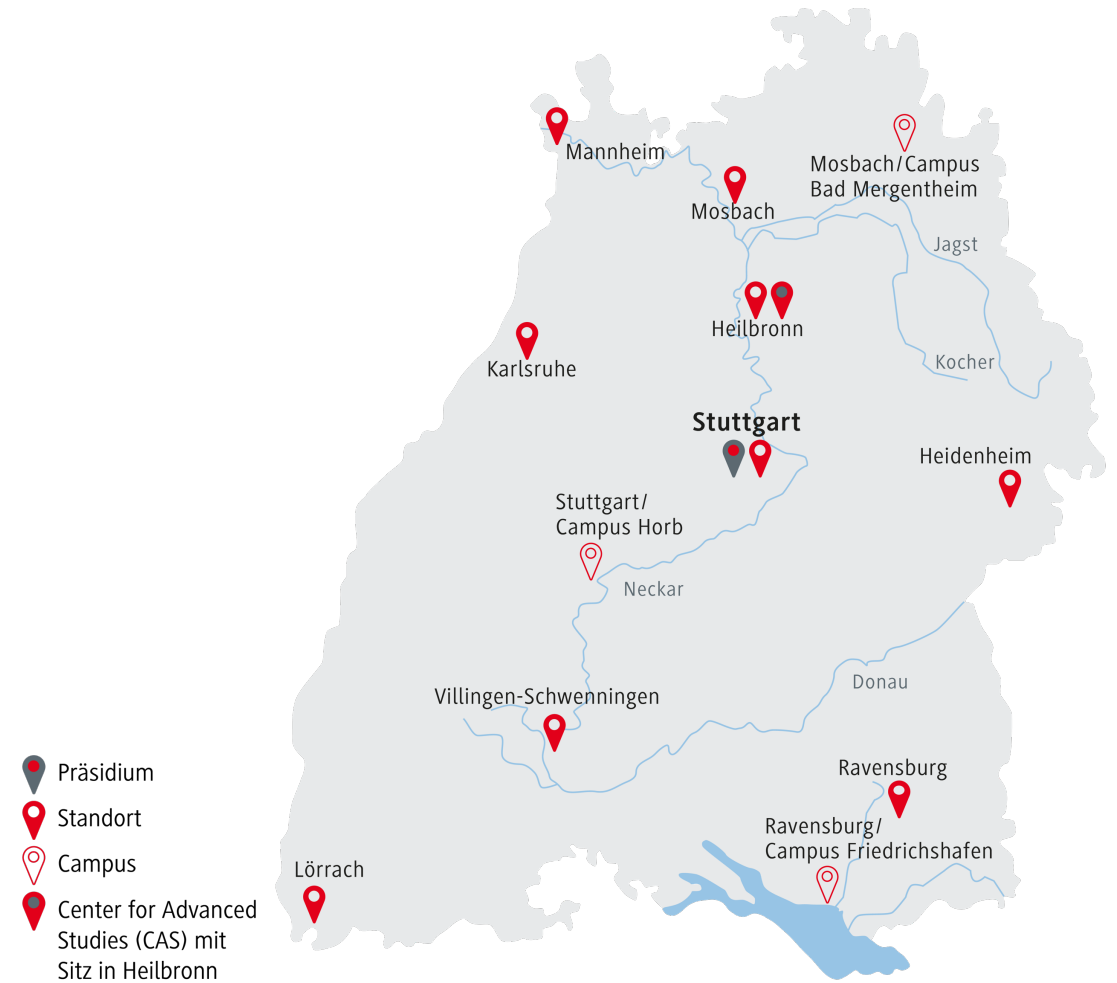 Mannheim
Mosbach/Campus
Bad Mergentheim
Mosbach
Jagst
Heilbronn
Karlsruhe
Kocher
Stuttgart
Heidenheim
Stuttgart/
Campus Horb
Neckar
Donau
Villingen-Schwenningen
Ravensburg
Ravensburg/
Campus Friedrichshafen
Lörrach
Präsidium
Standort
Campus
Center for Advanced
Studies (CAS) mit
Sitz in Heilbronn